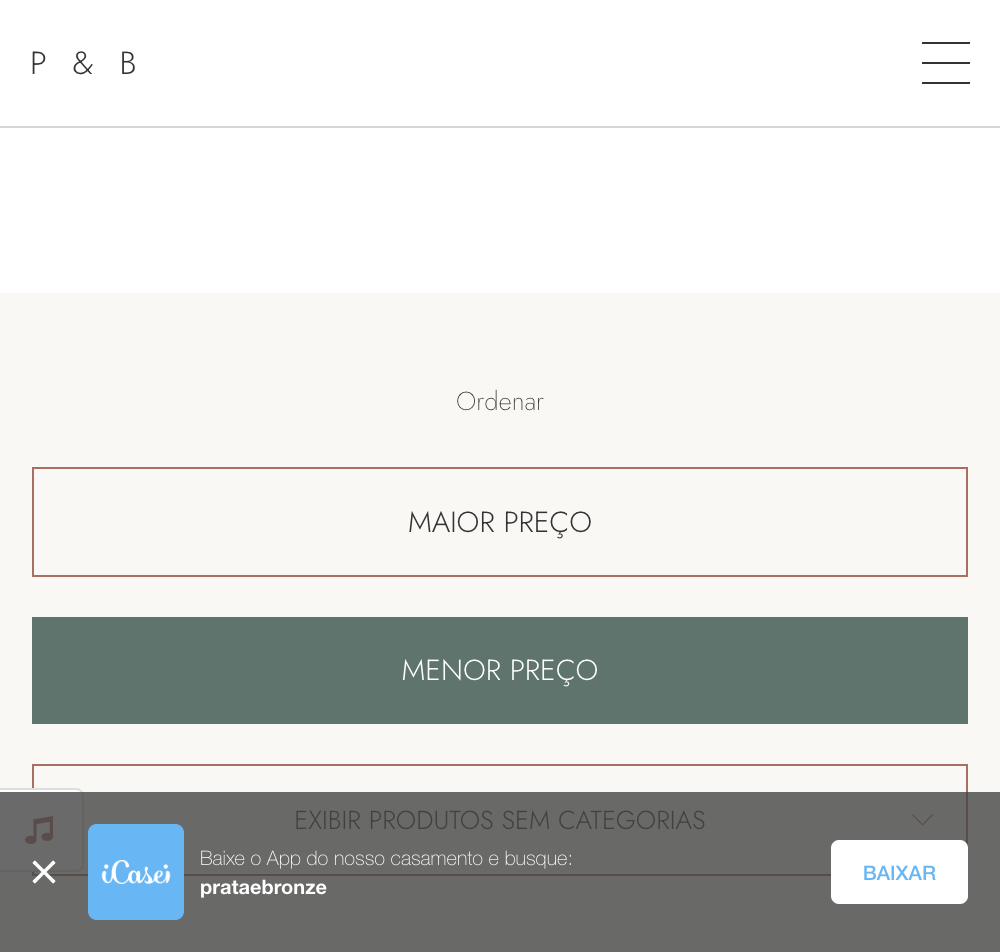 P & B
Ordenar
MAIOR PREÇO
MENOR PREÇO
EXIBIR PRODUTOS SEM CATEGORIAS
iCasei
Baixe o App do nosso casamento e busque:
prataebronze
BAIXAR